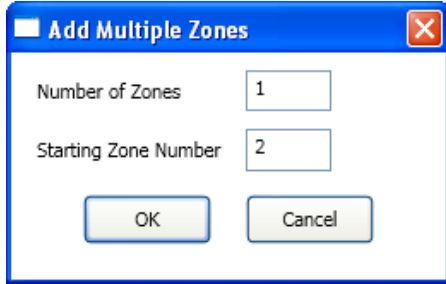 Add Multiple Zones
Number of Zones 1
Starting Zone Number 2
OK Cancel